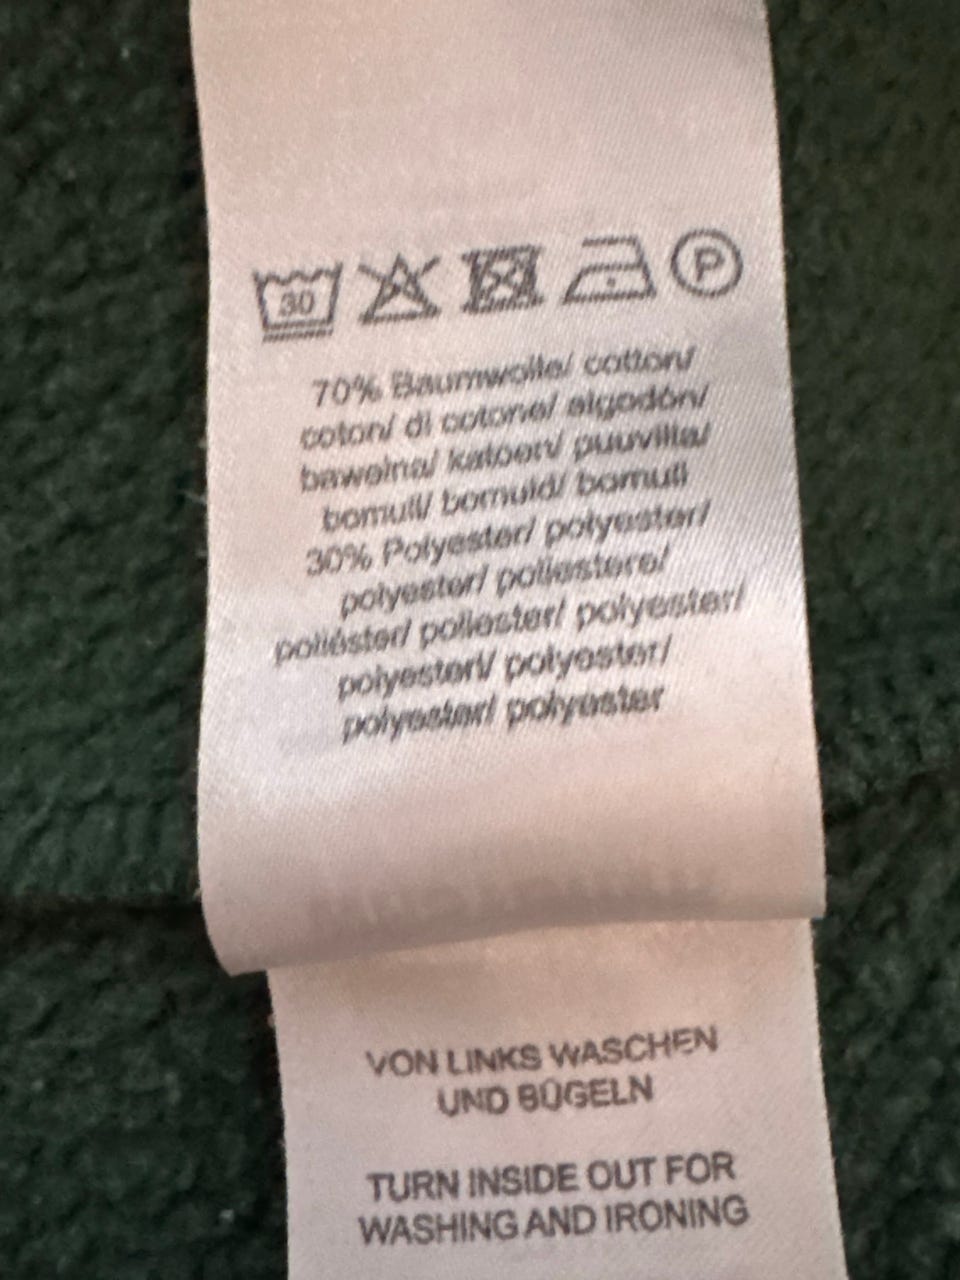 30 P
70% Baumwolle/ cotton/
coton/ di cotone/ algodón/
bawełna/ katoen/ puuvilla/
bomull/ bomuld/ bomull
30% Polyester/ polyester/
polyester/ poliestere/
poliéster/ poliester/ polyester/
polyesteri/ polyester/
polyester/ polyester
VON LINKS WASCHEN
UND BÜGELN
TURN INSIDE OUT FOR
WASHING AND IRONING